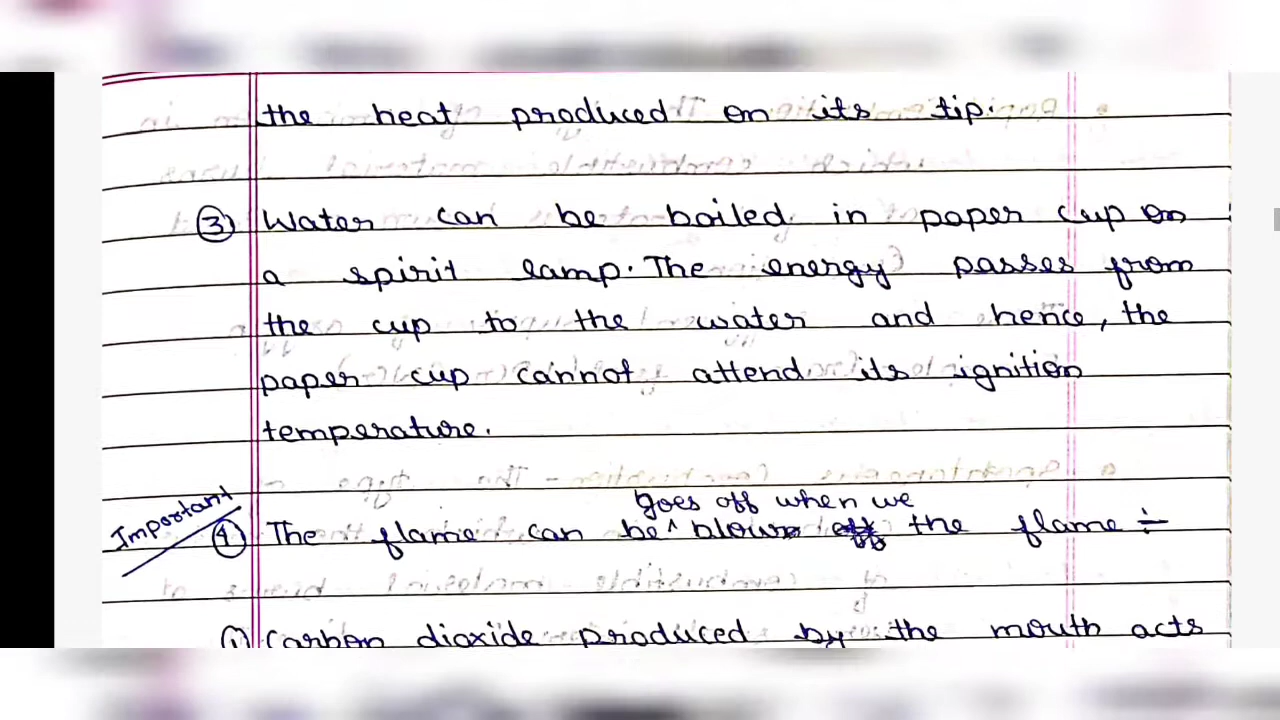 the heat produced on its tip.
③ Water can be boiled in paper cup on
a spirit lamp. The energy passes from
the cup to the water and hence, the
paper cup cannot attend its ignition
temperature.
Important
goes off when we
④ The flame can be ^ blown off the flame :-
① Carbon dioxide produced by the mouth acts